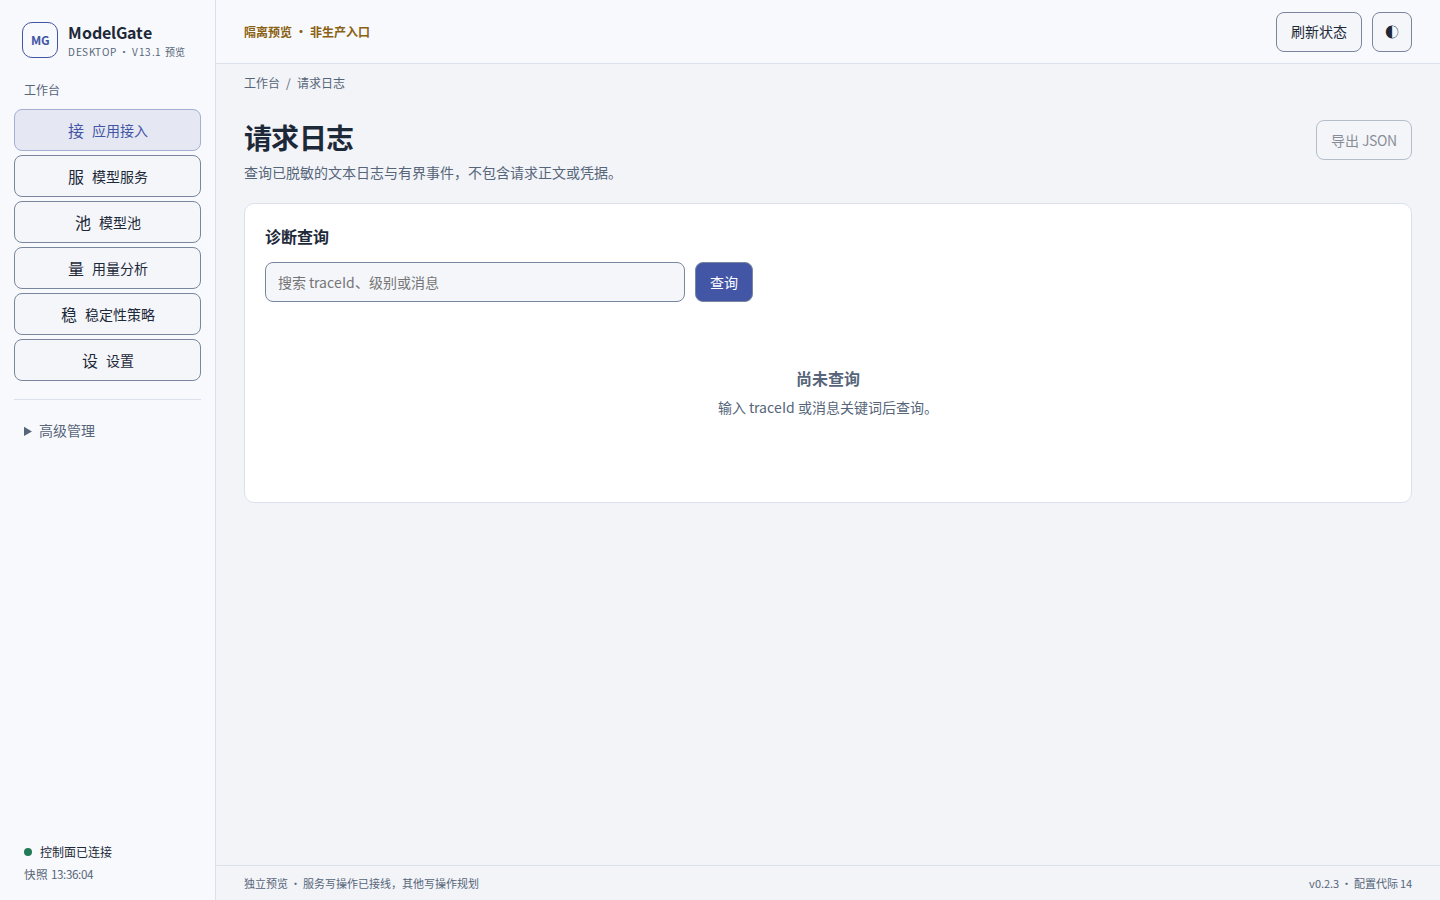 MG
ModelGate
DESKTOP · V13.1 预览
工作台
接 应用接入
服 模型服务
池 模型池
量 用量分析
稳 稳定性策略
设 设置
▶ 高级管理
控制面已连接
快照 13:36:04
隔离预览 · 非生产入口
刷新状态
工作台 / 请求日志
请求日志
导出 JSON
查询已脱敏的文本日志与有界事件，不包含请求正文或凭据。
诊断查询
搜索 traceId、级别或消息
查询
尚未查询
输入 traceId 或消息关键词后查询。
独立预览 · 服务写操作已接线，其他写操作规划
v0.2.3 · 配置代际 14